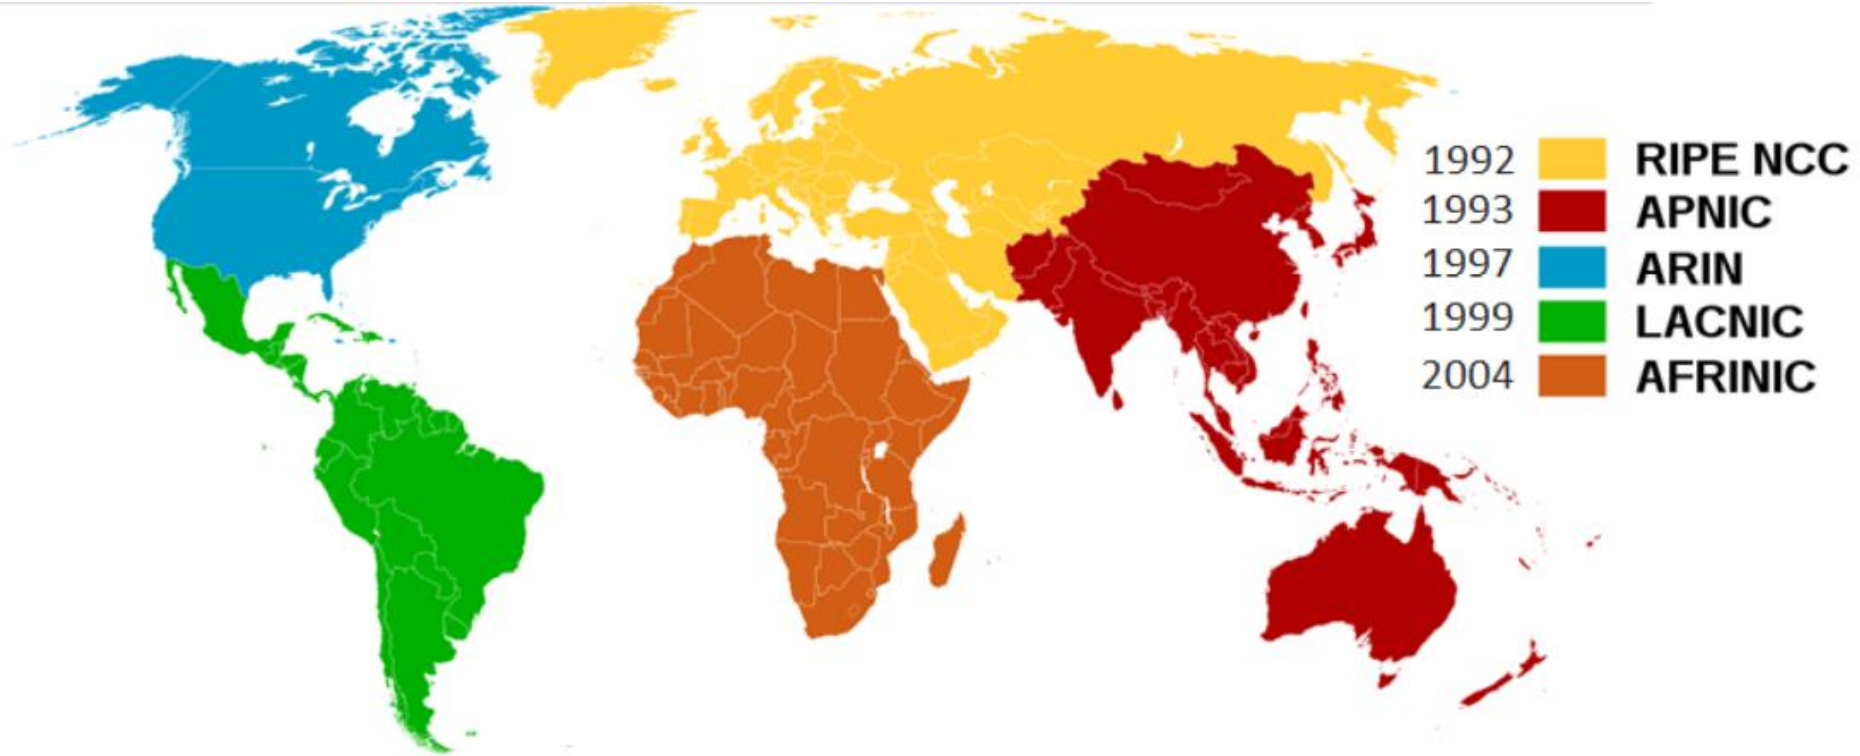 1992 RIPE NCC
1993 APNIC
1997 ARIN
1999 LACNIC
2004 AFRINIC